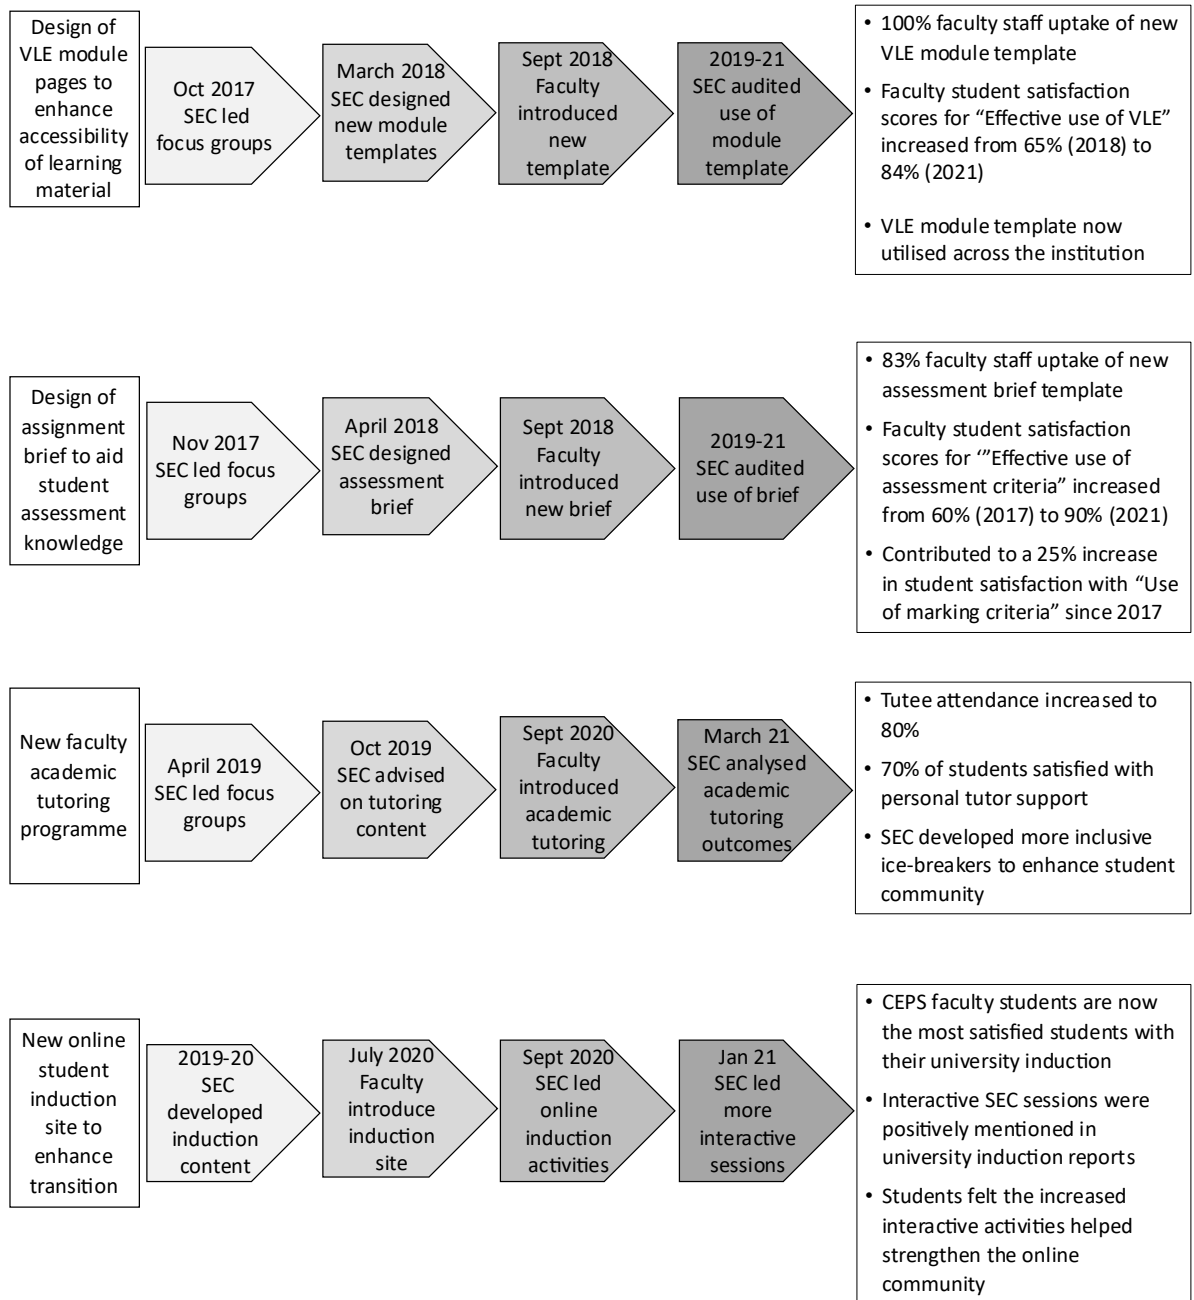 Design of
VLE module
pages to
enhance
accessibility
of learning
material
Oct 2017
SEC led
focus groups
March 2018
SEC designed
new module
templates
Sept 2018
Faculty
introduced
new
template
2019-21
SEC audited
use of
module
template
• 100% faculty staff uptake of new
VLE module template
• Faculty student satisfaction
scores for “Effective use of VLE”
increased from 65% (2018) to
84% (2021)
• VLE module template now
utilised across the institution
Design of
assignment
brief to aid
student
assessment
knowledge
Nov 2017
SEC led focus
groups
April 2018
SEC designed
assessment
brief
Sept 2018
Faculty
introduced
new brief
2019-21
SEC audited
use of brief
• 83% faculty staff uptake of new
assessment brief template
• Faculty student satisfaction
scores for ‘”Effective use of
assessment criteria” increased
from 60% (2017) to 90% (2021)
• Contributed to a 25% increase
in student satisfaction with “Use
of marking criteria” since 2017
New faculty
academic
tutoring
programme
April 2019
SEC led focus
groups
Oct 2019
SEC advised
on tutoring
content
Sept 2020
Faculty
introduced
academic
tutoring
March 21
SEC analysed
academic
tutoring
outcomes
• Tutee attendance increased to
80%
• 70% of students satisfied with
personal tutor support
• SEC developed more inclusive
ice-breakers to enhance student
community
New online
student
induction
site to
enhance
transition
2019-20
SEC
developed
induction
content
July 2020
Faculty
introduce
induction
site
Sept 2020
SEC led
online
induction
activities
Jan 21
SEC led
more
interactive
sessions
• CEPS faculty students are now
the most satisfied students with
their university induction
• Interactive SEC sessions were
positively mentioned in
university induction reports
• Students felt the increased
interactive activities helped
strengthen the online
community